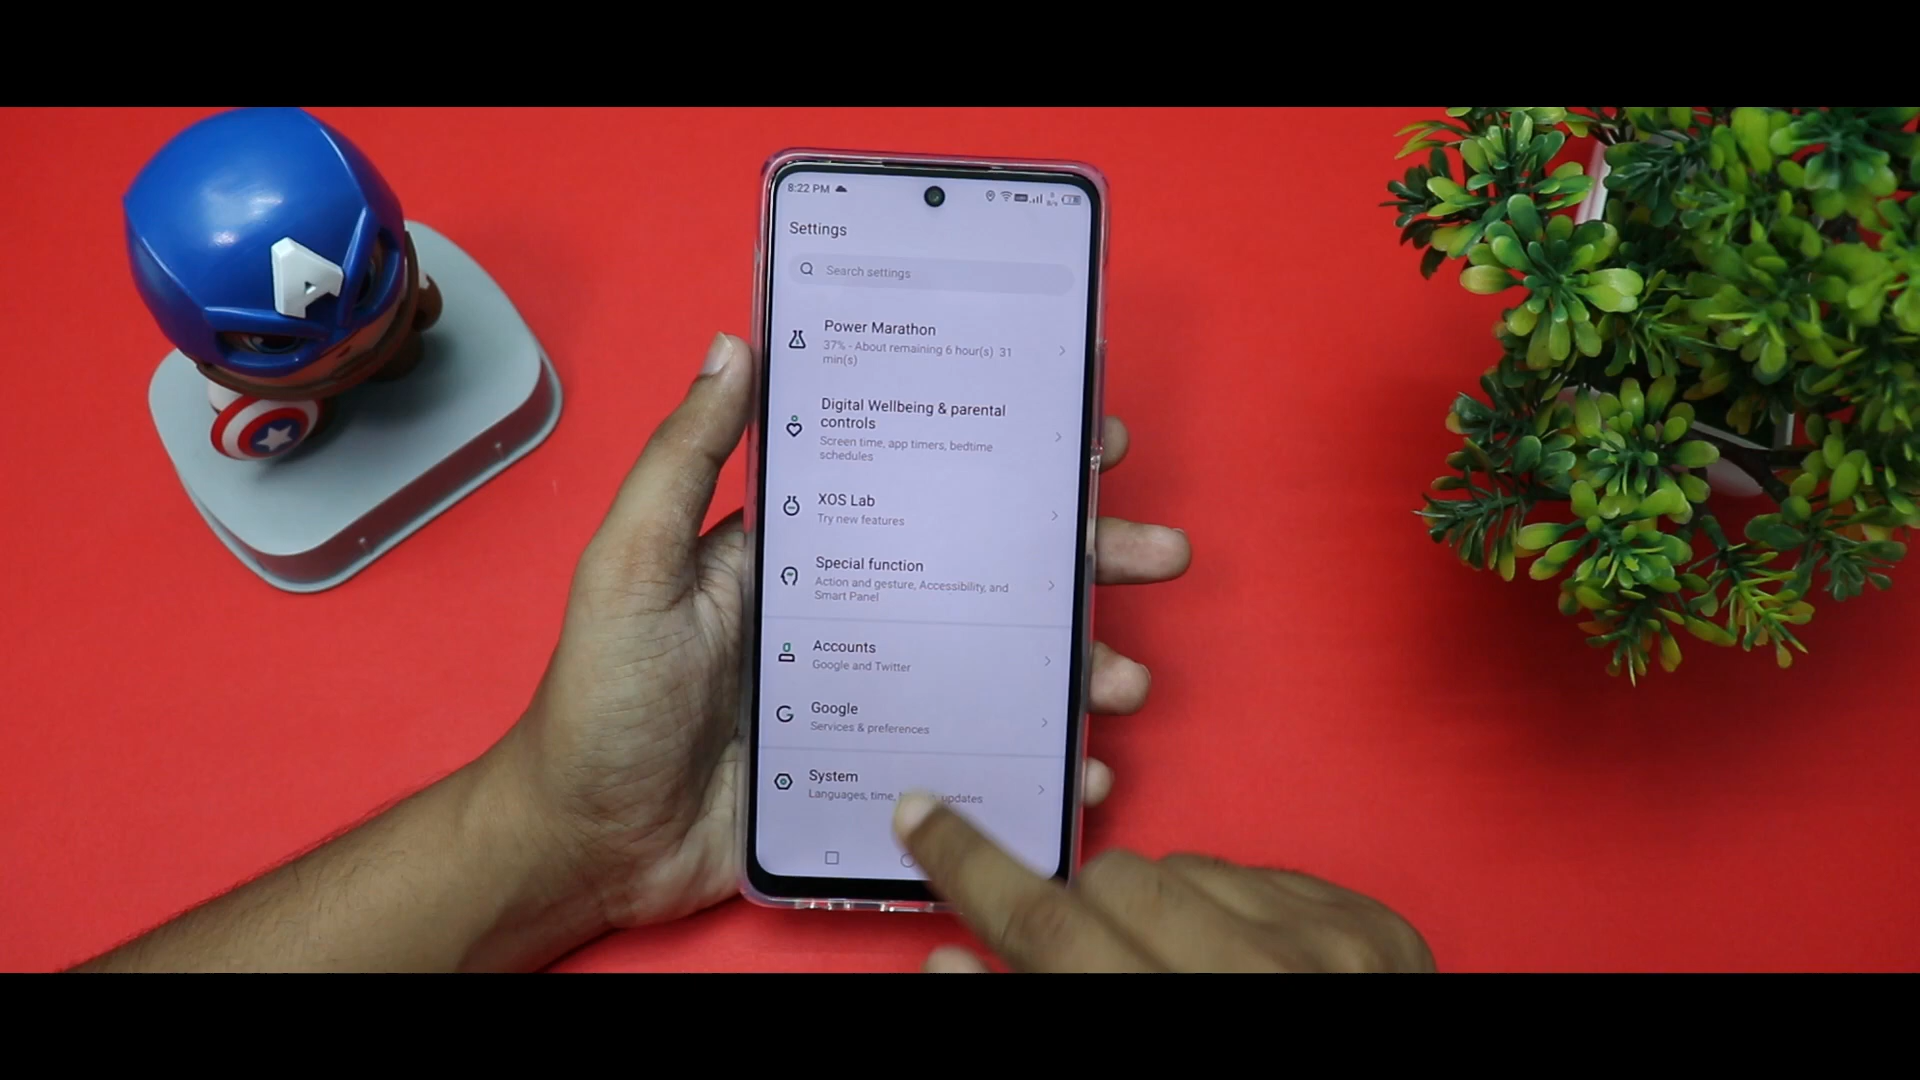 8:22 PM
Settings
Search settings
Power Marathon
37% - About remaining 6 hour(s) 31
min(s)
Digital Wellbeing & parental
controls
Screen time, app timers, bedtime
schedules
XOS Lab
Try new features
Special function
Action and gesture, Accessibility, and
Smart Panel
Accounts
Google and Twitter
Google
Services & preferences
System
Languages, time, updates
A